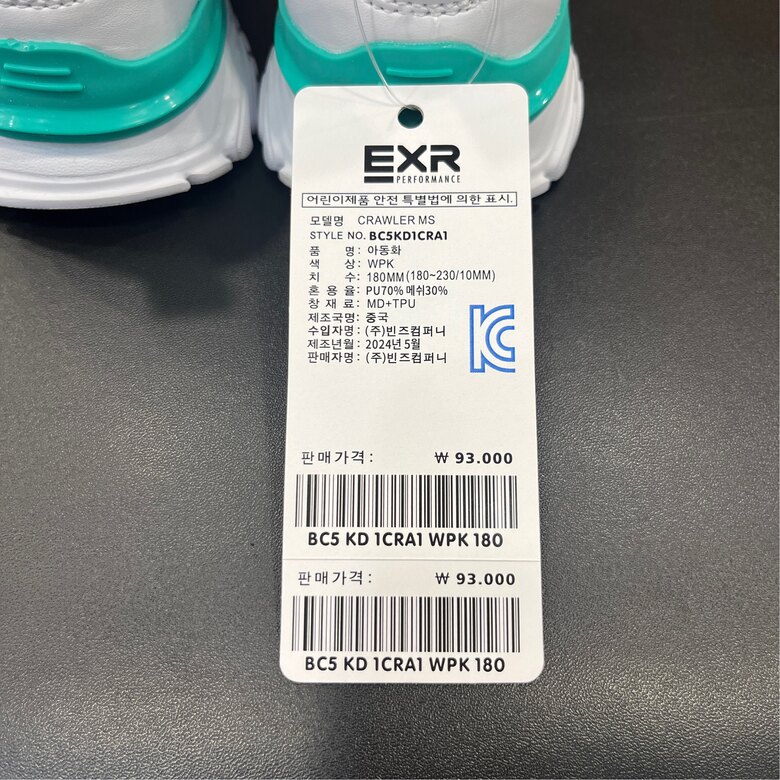 EXR
PERFORMANCE
어린이제품 안전 특별법에 의한 표시.
모델명 CRAWLER MS
STYLE NO. BC5KD1CRA1
품 명: 아동화
색 상: WPK
치 수: 180MM (180~230/10MM)
혼 용 율: PU70% 메쉬30%
창 재 료: MD+TPU
제조국명: 중국
수입자명: (주)빈즈컴퍼니
제조년월: 2024년 5월
판매자명: (주)빈즈컴퍼니
KC
판매가격: ₩ 93.000
BC5 KD 1CRA1 WPK 180
판매가격: ₩ 93.000
BC5 KD 1CRA1 WPK 180